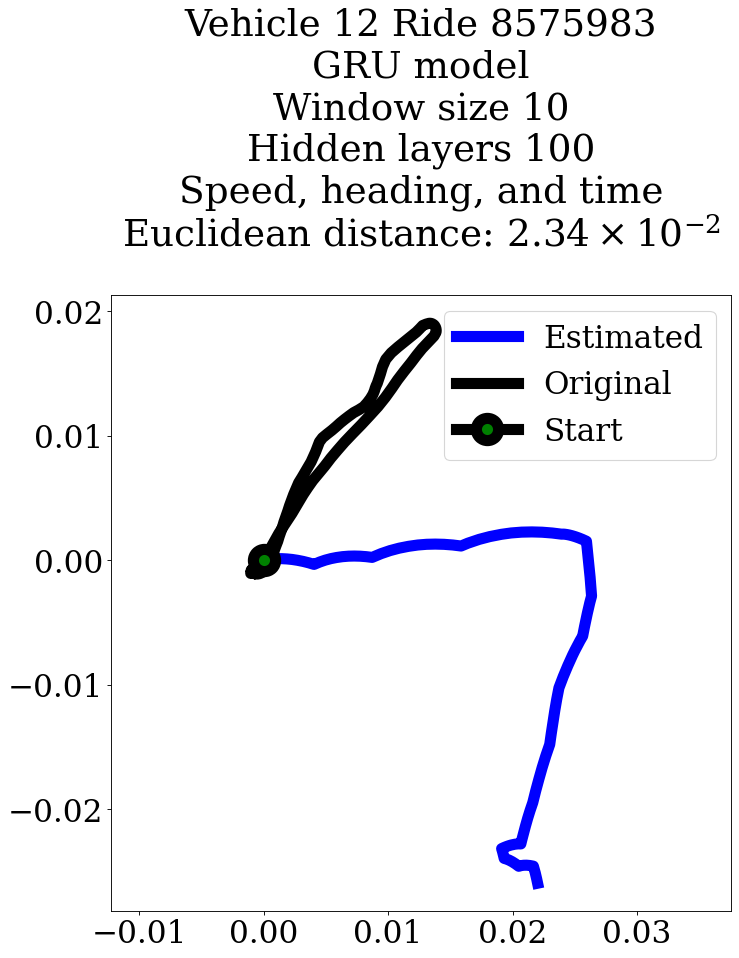 Vehicle 12 Ride 8575983
GRU model
Window size 10
Hidden layers 100
Speed, heading, and time
Euclidean distance: 2.34 × 10⁻²
0.02
0.01
0.00
−0.01
−0.02
Estimated
Original
Start
−0.01
0.00
0.01
0.02
0.03